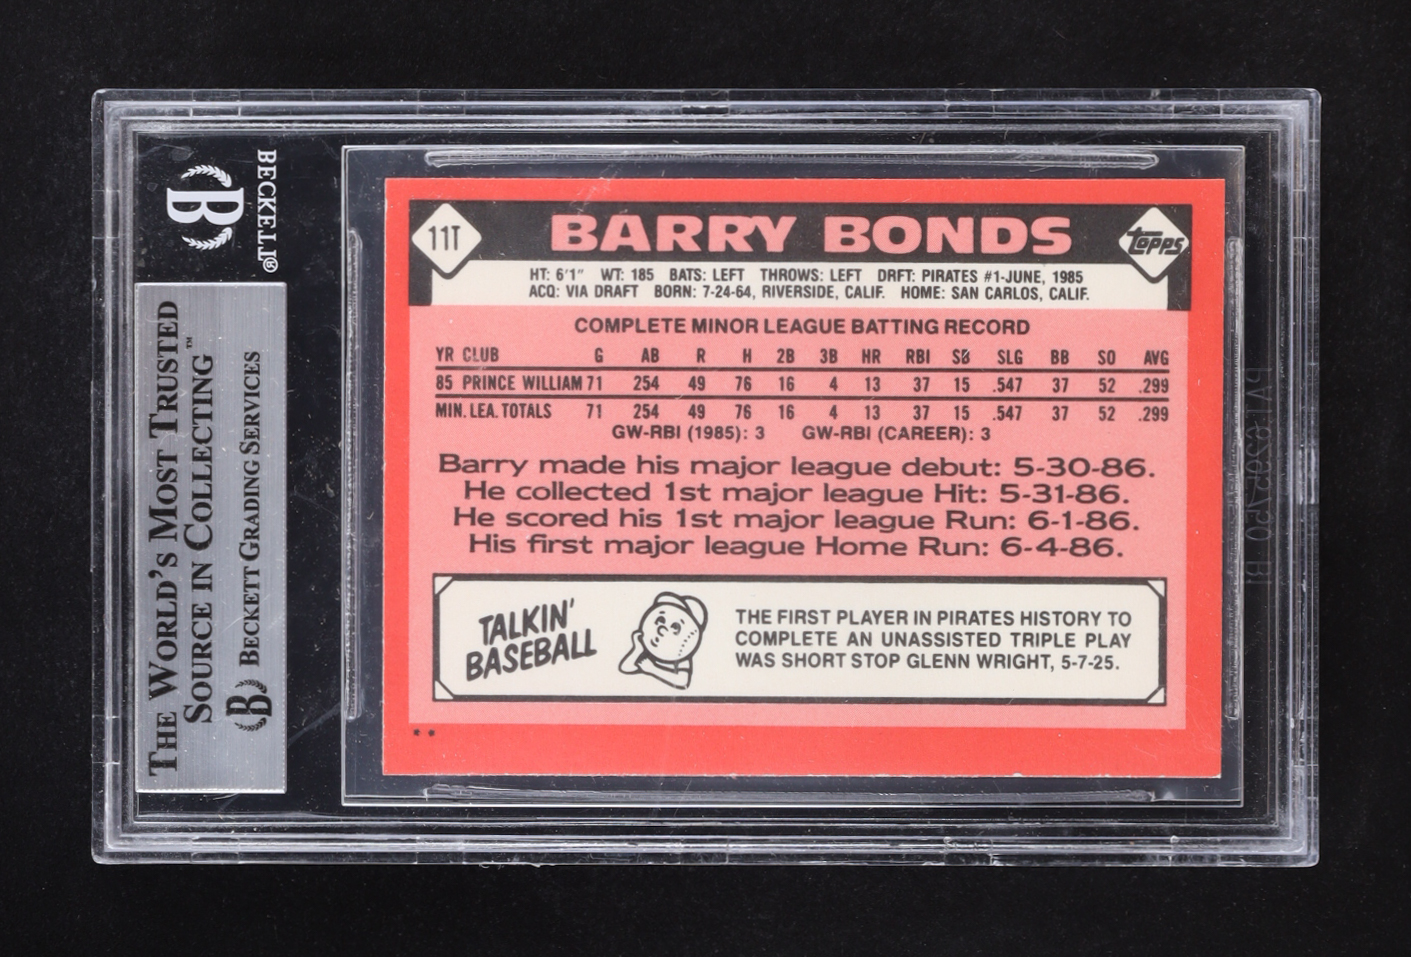 BECKETT®
THE WORLD'S MOST TRUSTED
SOURCE IN COLLECTING™
BECKETT GRADING SERVICES
11T
BARRY BONDS
topps
HT: 6'1" WT: 185 BATS: LEFT THROWS: LEFT DRFT: PIRATES #1-JUNE, 1985
ACQ: VIA DRAFT BORN: 7-24-64, RIVERSIDE, CALIF. HOME: SAN CARLOS, CALIF.
COMPLETE MINOR LEAGUE BATTING RECORD
YR CLUB G AB R H 2B 3B HR RBI SB SLG BB SO AVG
85 PRINCE WILLIAM 71 254 49 76 16 4 13 37 15 .547 37 52 .299
MIN. LEA. TOTALS 71 254 49 76 16 4 13 37 15 .547 37 52 .299
GW-RBI (1985): 3 GW-RBI (CAREER): 3
Barry made his major league debut: 5-30-86.
He collected 1st major league Hit: 5-31-86.
He scored his 1st major league Run: 6-1-86.
His first major league Home Run: 6-4-86.
TALKIN'
BASEBALL
THE FIRST PLAYER IN PIRATES HISTORY TO
COMPLETE AN UNASSISTED TRIPLE PLAY
WAS SHORT STOP GLENN WRIGHT, 5-7-25.
**